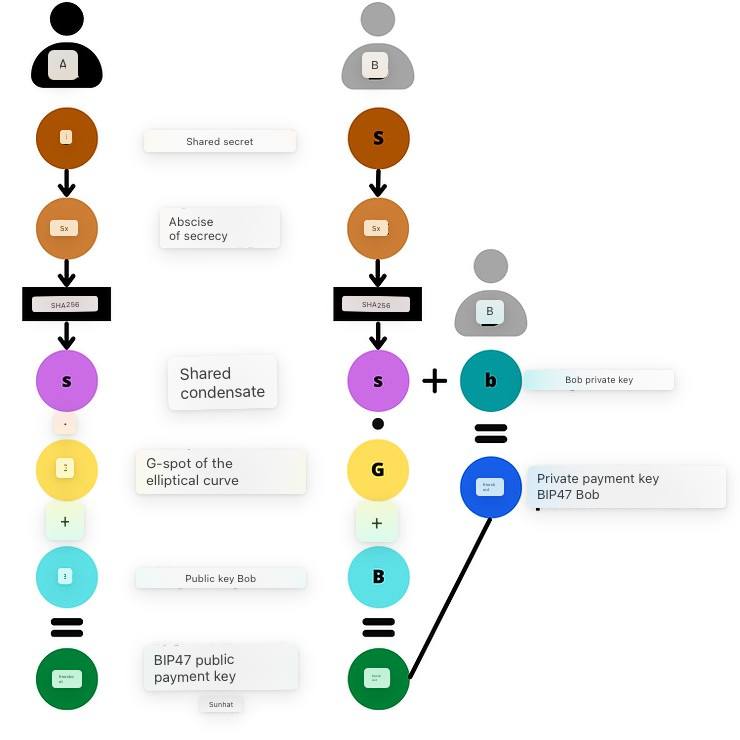 A
B
S
Shared secret
Sx
Abscise
of secrecy
Sx
SHA256
SHA256
B
s
Shared
condensate
s
+
b
Bob private key
G-spot of the
elliptical curve
G
Private payment key
BIP47 Bob
+
+
Public key Bob
B
=
=
=
BIP47 public
payment key
Sunhat